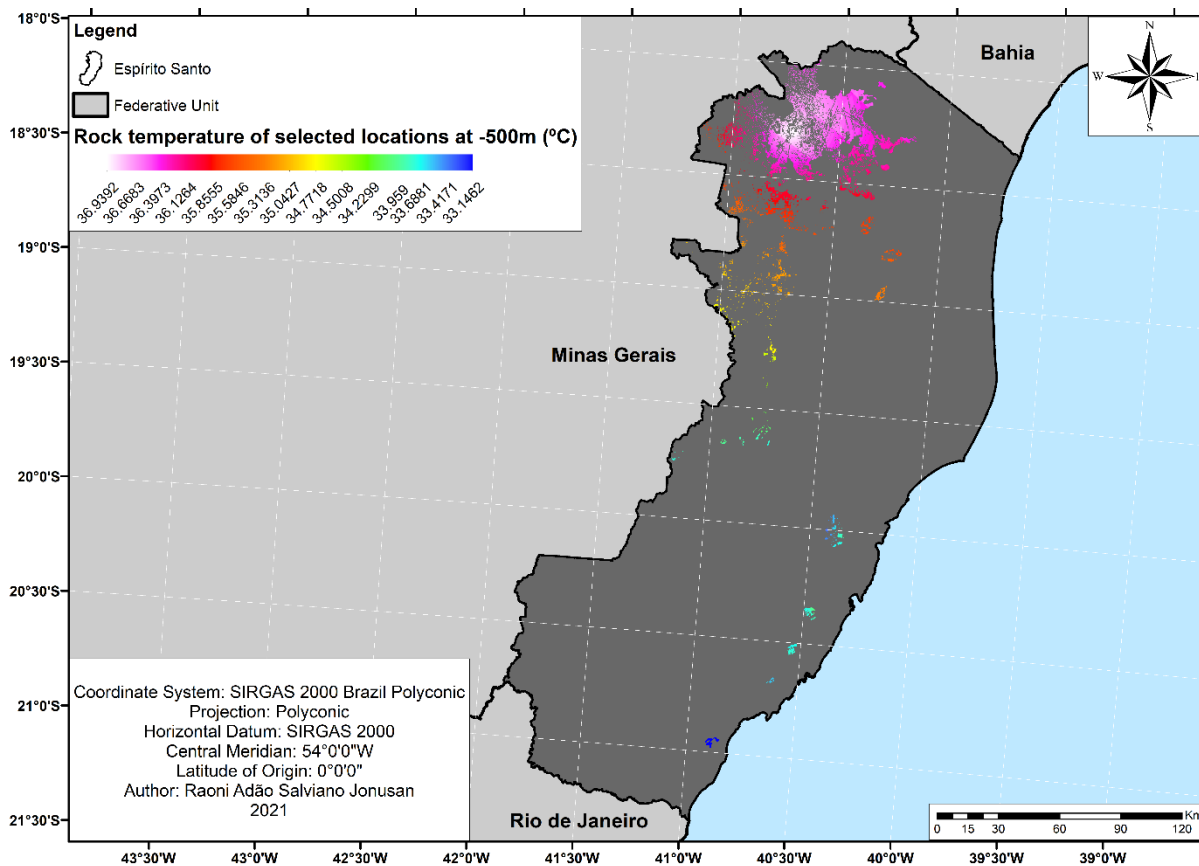 18°0'S
18°30'S
19°0'S
19°30'S
20°0'S
20°30'S
21°0'S
21°30'S
Legend
Espírito Santo
Federative Unit
Rock temperature of selected locations at -500m (ºC)
36.9392
36.6683
36.3973
36.1264
35.8555
35.5846
35.3136
35.0427
34.7718
34.5008
34.2299
33.959
33.6881
33.4171
33.1462
Bahia
N
W
E
S
Minas Gerais
Coordinate System: SIRGAS 2000 Brazil Polyconic
Projection: Polyconic
Horizontal Datum: SIRGAS 2000
Central Meridian: 54°0'0"W
Latitude of Origin: 0°0'0"
Author: Raoni Adão Salviano Jonusan
2021
Rio de Janeiro
Km
0 15 30 60 90 120
43°30'W 43°0'W 42°30'W 42°0'W 41°30'W 41°0'W 40°30'W 40°0'W 39°30'W 39°0'W